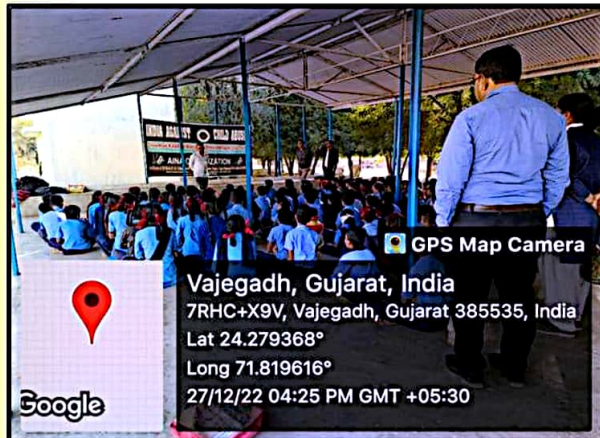 INDIA AGAINST CHILD ABUSE
GPS Map Camera
Vajegadh, Gujarat, India
7RHC+X9V, Vajegadh, Gujarat 385535, India
Lat 24.279368°
Long 71.819616°
27/12/22 04:25 PM GMT +05:30
Google